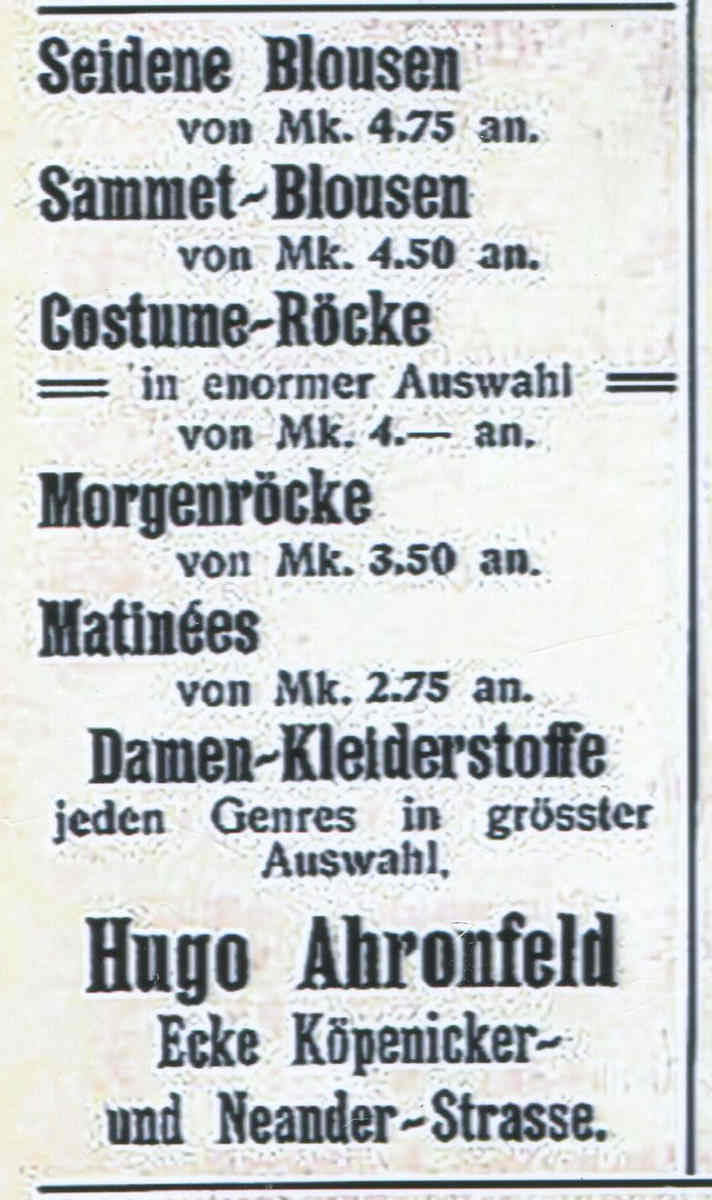 Seidene Blousen
von Mk. 4.75 an.
Sammet-Blousen
von Mk. 4.50 an.
Costume-Röcke
in enormer Auswahl
von Mk. 4.— an.
Morgenröcke
von Mk. 3.50 an.
Matinées
von Mk. 2.75 an.
Damen-Kleiderstoffe
jeden Genres in grösster
Auswahl.
Hugo Ahronfeld
Ecke Köpenicker-
und Neander-Strasse.